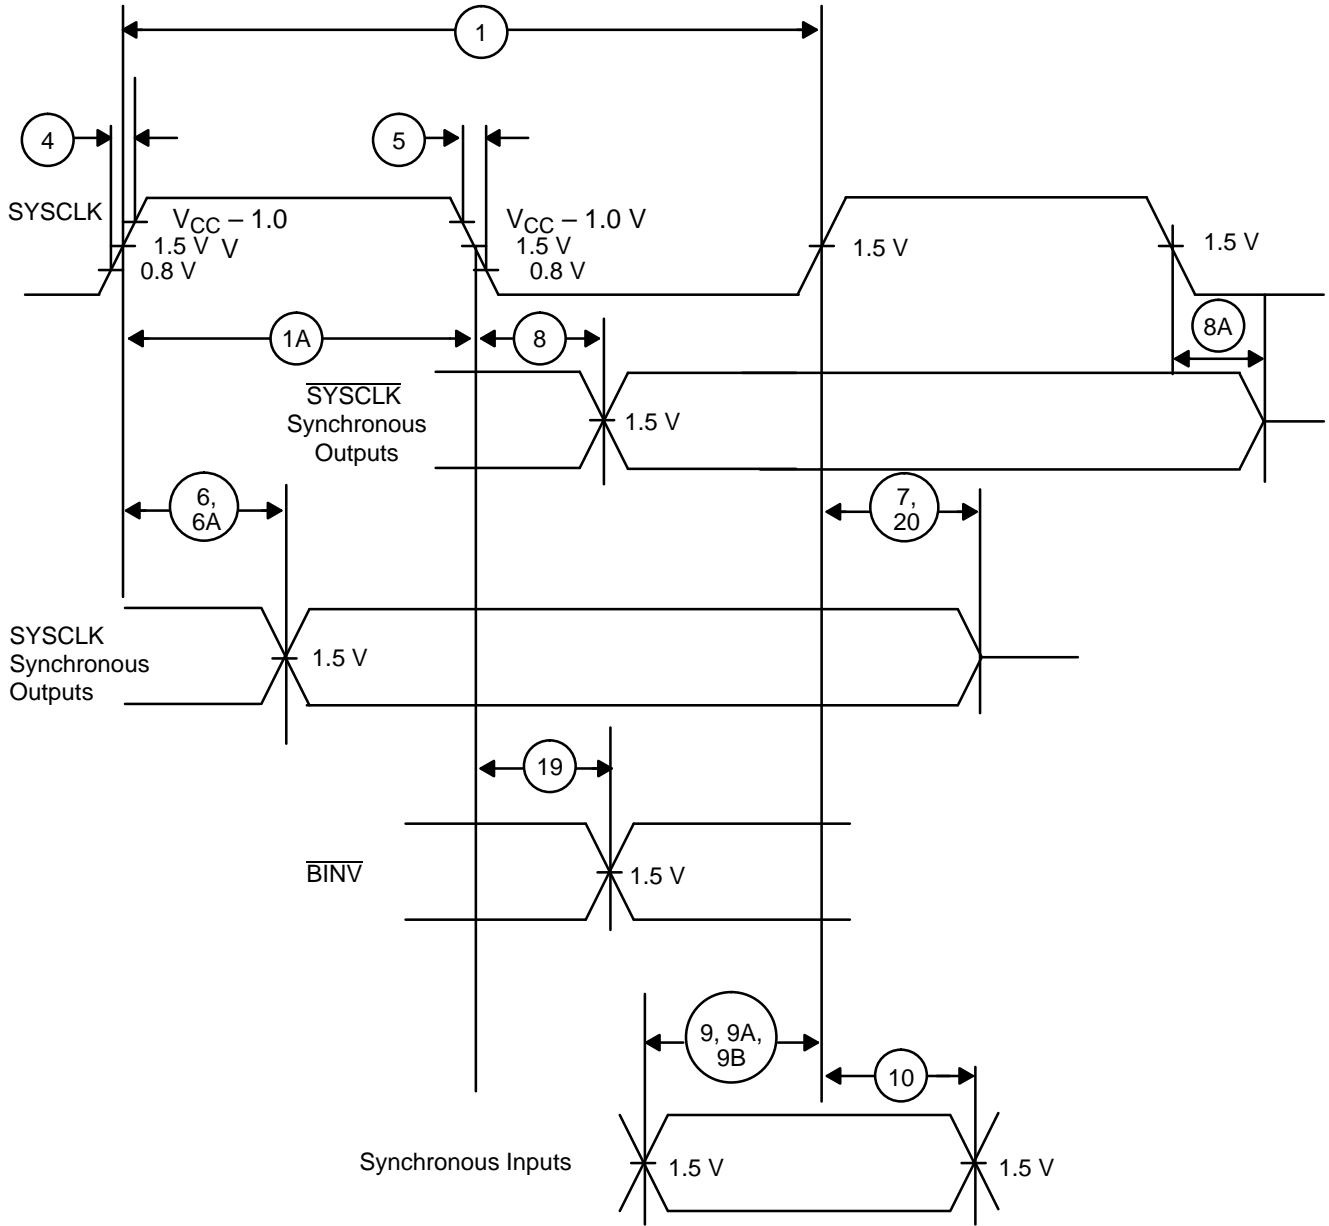 1
4
5
SYSCLK
VCC – 1.0
V
1.5 V
0.8 V
VCC – 1.0 V
1.5 V
0.8 V
1.5 V
1.5 V
1A
8
8A
SYSCLK
Synchronous
Outputs
1.5 V
6,
6A
7,
20
SYSCLK
Synchronous
Outputs
1.5 V
19
BINV
1.5 V
9, 9A,
9B
10
Synchronous Inputs
1.5 V
1.5 V